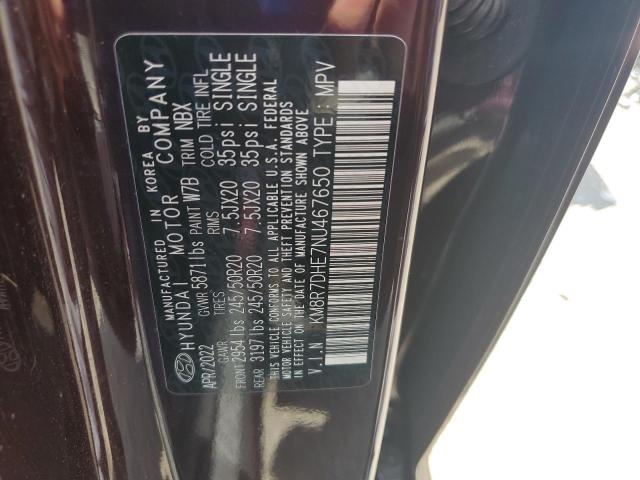 MANUFACTURED IN KOREA BY
HYUNDAI MOTOR COMPANY
APR/2022 GVWR 5871lbs PAINT W7B TRIM NBX
GAWR TIRES RIMS COLD TIRE INFL
FRONT 2954 lbs 245/50R20 7.5JX20 35psi SINGLE
REAR 3197 lbs 245/50R20 7.5JX20 35psi SINGLE
THIS VEHICLE CONFORMS TO ALL APPLICABLE U.S.A. FEDERAL
MOTOR VEHICLE SAFETY AND THEFT PREVENTION STANDARDS
IN EFFECT ON THE DATE OF MANUFACTURE SHOWN ABOVE
V.I.N KM8R7DHE7NU467650 TYPE : MPV